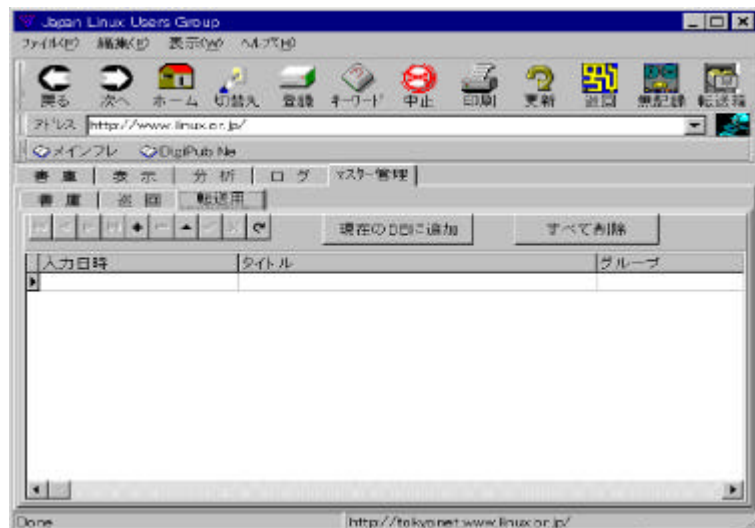 Japan Linux Users Group
ファイル(F) 編集(E) 表示(W) ヘルプ(H)
戻る 次へ ホーム 切替え 登録 キーワード 中止 印刷 更新 巡回 無記録 転送箱
アドレス http://www.linux.or.jp/
メインフレ DigiPub Ne
書庫 表示 分析 ログ マスター管理
書庫 巡回 転送用
現在のDBに追加 すべて削除
入力日時 タイトル グループ
Done http://tokyonet.www.linux.or.jp/